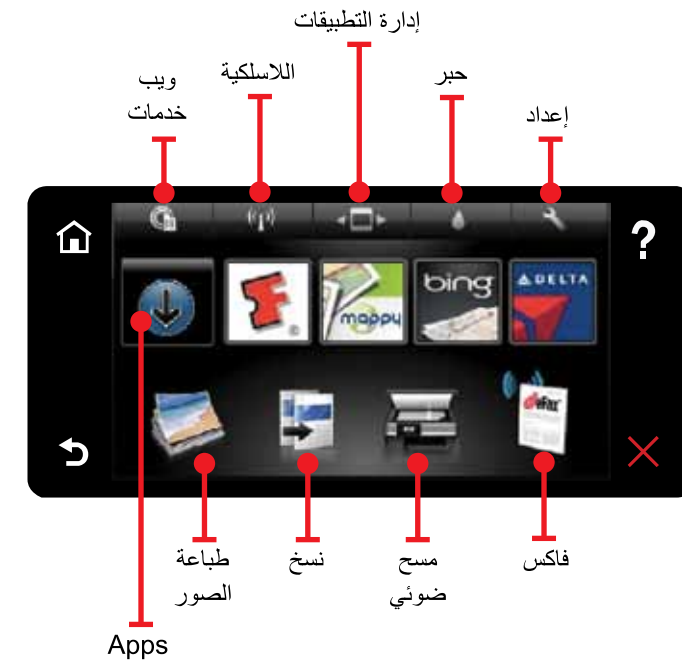 إدارة التطبيقات
حبر
اللاسلكية
ويب
خدمات
إعداد
?
DELTA
bing
mappy
eFax
فاكس
مسح
ضوئي
نسخ
طباعة
الصور
Apps